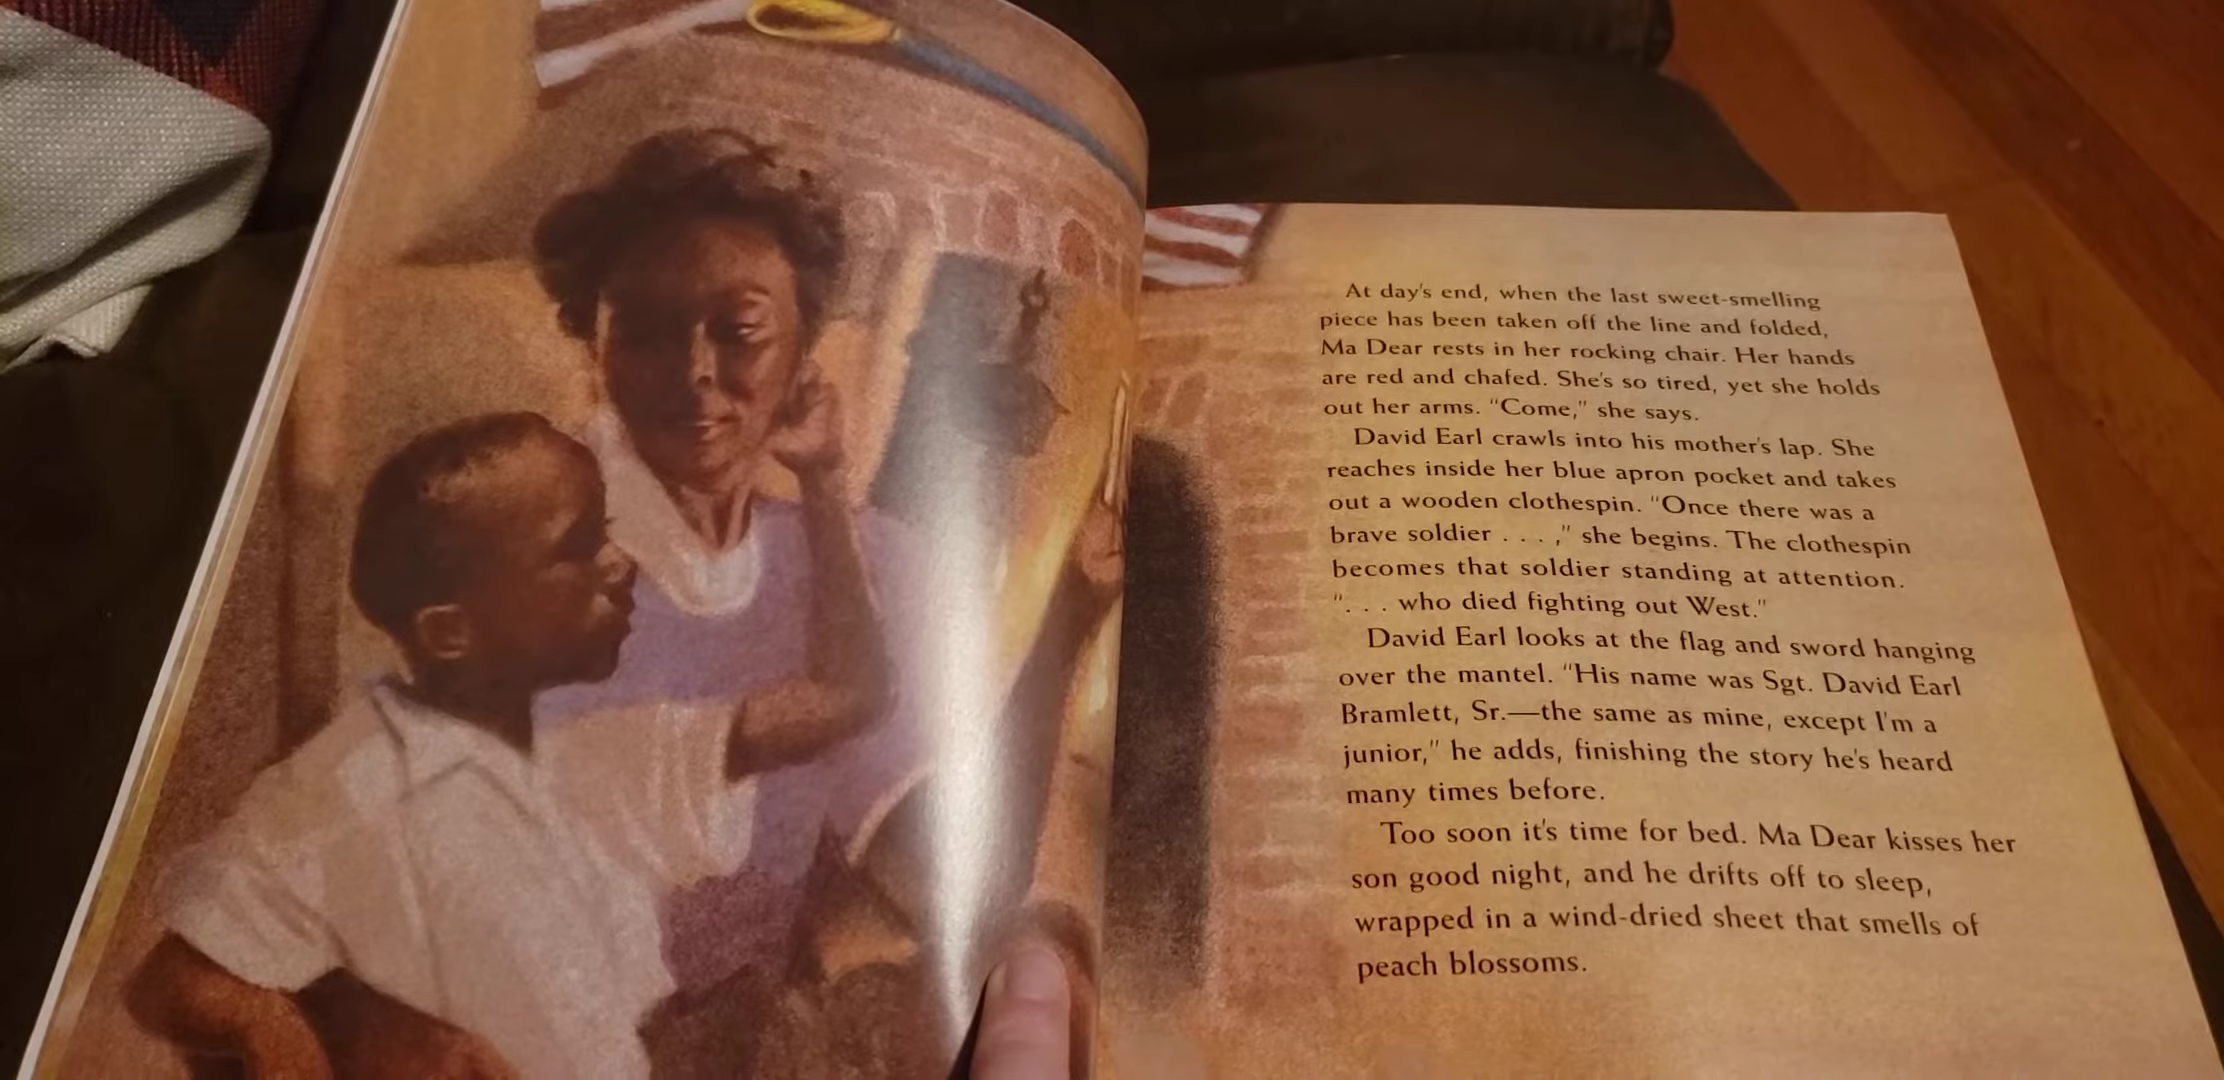 At day's end, when the last sweet-smelling
piece has been taken off the line and folded,
Ma Dear rests in her rocking chair. Her hands
are red and chafed. She's so tired, yet she holds
out her arms. "Come," she says.
David Earl crawls into his mother's lap. She
reaches inside her blue apron pocket and takes
out a wooden clothespin. "Once there was a
brave soldier . . . ," she begins. The clothespin
becomes that soldier standing at attention.
". . . who died fighting out West."
David Earl looks at the flag and sword hanging
over the mantel. "His name was Sgt. David Earl
Bramlett, Sr.—the same as mine, except I'm a
junior," he adds, finishing the story he's heard
many times before.
Too soon it's time for bed. Ma Dear kisses her
son good night, and he drifts off to sleep,
wrapped in a wind-dried sheet that smells of
peach blossoms.